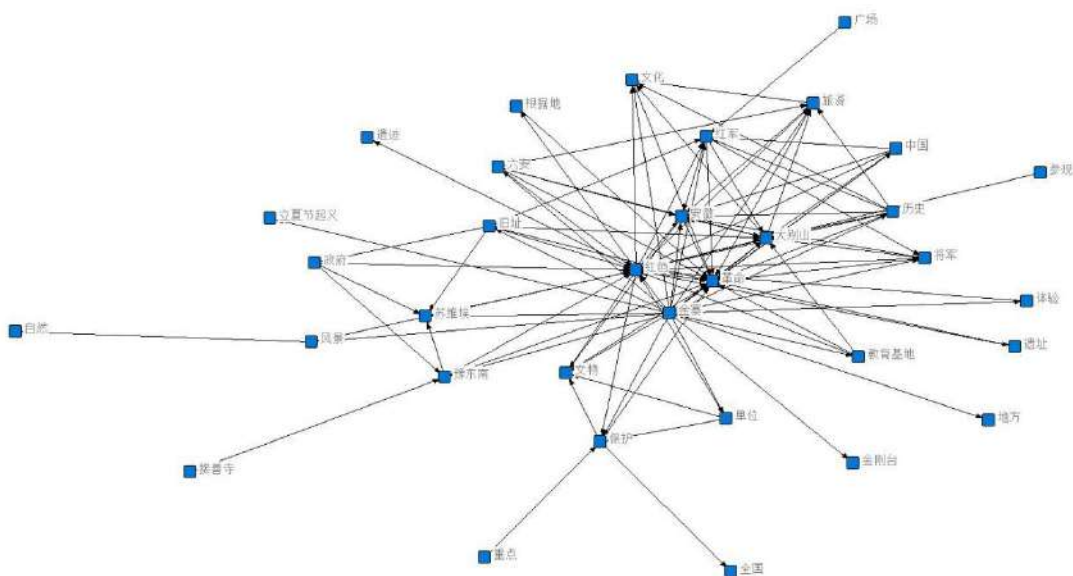 广场
文化
旅游
根据地
红军
遗迹
中国
六安
参观
历史
安徽
立夏节起义
旧址
大别山
将军
政府
红色
革命
体验
金寨
苏维埃
自然
风景
遗址
教育基地
豫东南
文物
单位
地方
保护
金刚台
接善寺
重点
全国